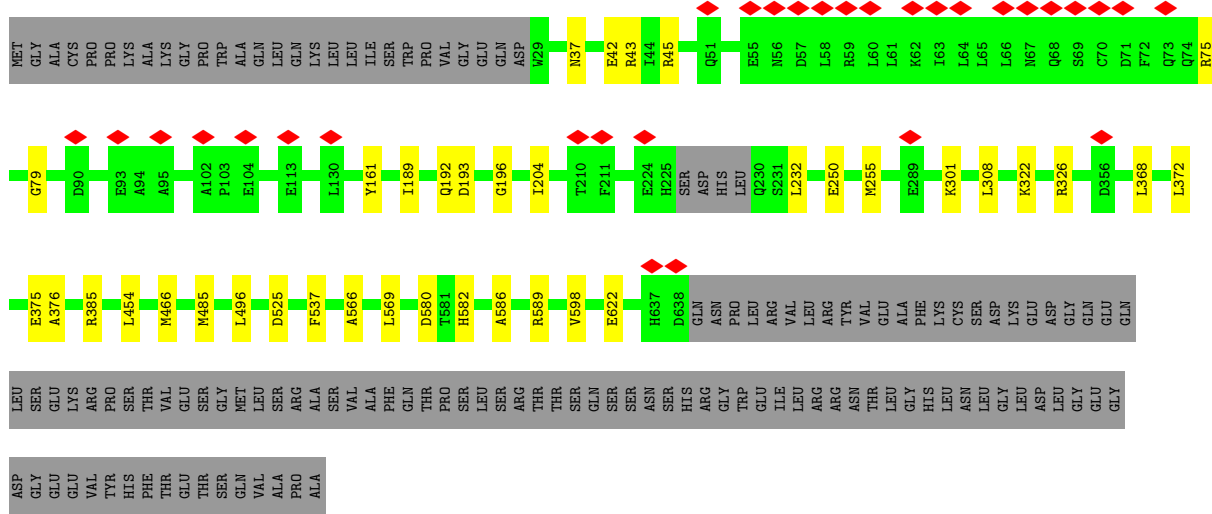 MET GLY ALA CYS PRO PRO LYS ALA LYS GLY PRO TRP ALA GLN LEU GLN LYS LEU LEU ILE SER TRP PRO VAL GLY GLU GLN ASP W29 N37 E42 R43 I44 R45 Q51 E55 N56 D57 L58 R59 L60 L61 K62 I63 L64 L65 L66 N67 Q68 S69 C70 D71 F72 Q73 Q74 R75
G79 D90 E93 A94 A95 A102 P103 E104 E113 L130 Y161 I189 Q192 D193 G196 I204 T210 F211 E224 H225 SER ASP HIS LEU Q230 S231 L232 E250 M255 E289 K301 L308 K322 R326 D356 L368 L372
E375 A376 R385 L454 M466 M485 L496 D525 F537 A566 L569 D580 T581 H582 A586 R589 V598 E622 H637 D638 GLN ASN PRO LEU ARG VAL LEU ARG TYR VAL GLU ALA PHE LYS CYS SER ASP LYS GLU ASP GLY GLN GLU GLN
LEU SER GLU LYS ARG PRO SER THR VAL GLU SER GLY MET LEU SER ARG ALA SER VAL ALA PHE GLN THR PRO SER LEU SER ARG THR THR SER GLN SER SER ASN SER HIS ARG GLY TRP GLU ILE LEU ARG ARG ASN THR LEU GLY HIS LEU ASN LEU GLY LEU ASP LEU GLY GLU GLY
ASP GLY GLU GLU VAL TYR HIS PHE THR GLU THR SER GLN VAL ALA PRO ALA